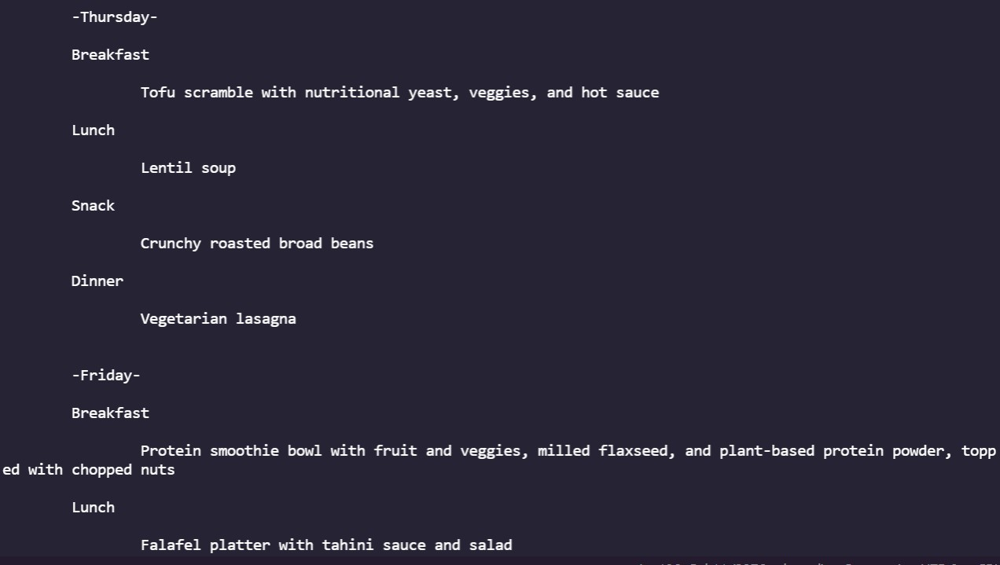 -Thursday-
Breakfast
Tofu scramble with nutritional yeast, veggies, and hot sauce
Lunch
Lentil soup
Snack
Crunchy roasted broad beans
Dinner
Vegetarian lasagna
-Friday-
Breakfast
Protein smoothie bowl with fruit and veggies, milled flaxseed, and plant-based protein powder, topp
ed with chopped nuts
Lunch
Falafel platter with tahini sauce and salad